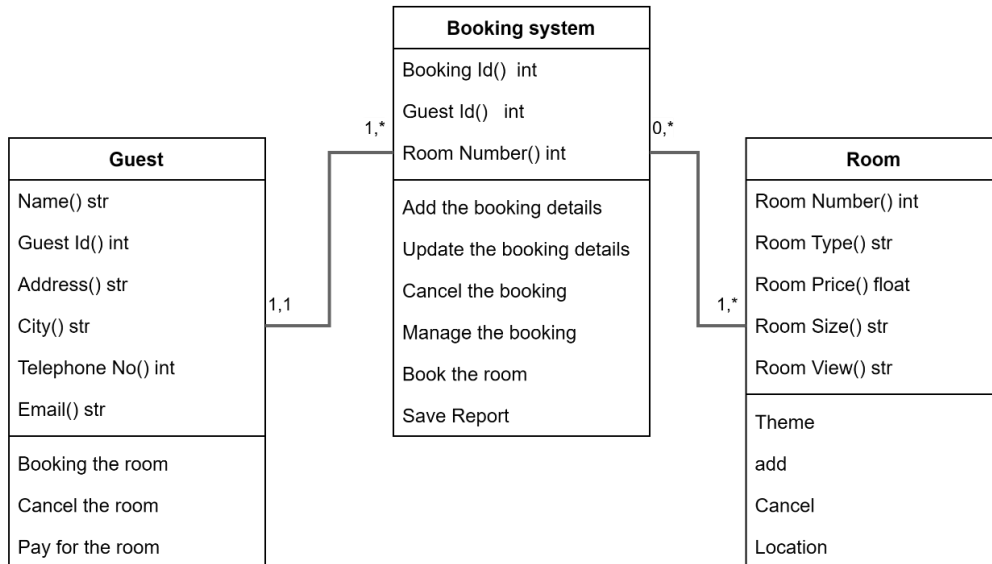 Booking system
Booking Id()  int
Guest Id()   int
Room Number() int
Add the booking details
Update the booking details
Cancel the booking
Manage the booking
Book the room
Save Report
1,*
0,*
Guest
Name() str
Guest Id() int
Address() str
City() str
Telephone No() int
Email() str
Booking the room
Cancel the room
Pay for the room
1,1
1,*
Room
Room Number() int
Room Type() str
Room Price() float
Room Size() str
Room View() str
Theme
add
Cancel
Location